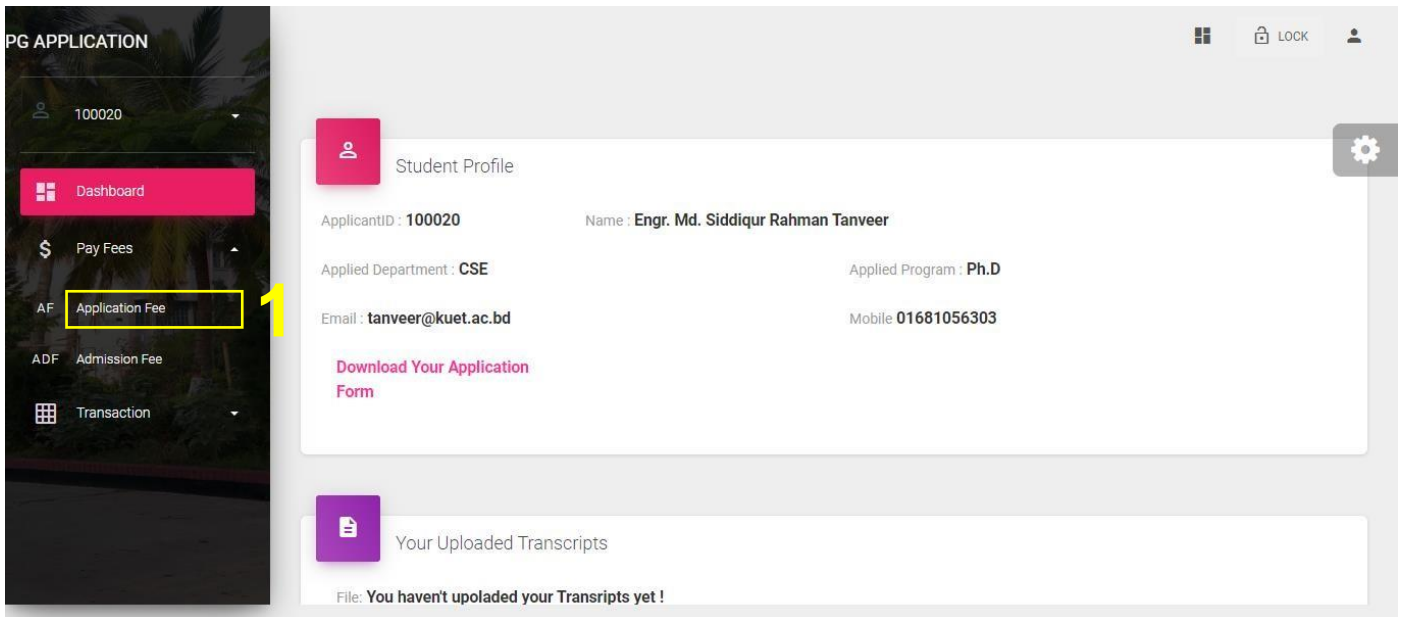 PG APPLICATION
LOCK
100020
Student Profile
Dashboard
ApplicantID : 100020 Name : Engr. Md. Siddiqur Rahman Tanveer
$ Pay Fees
Applied Department : CSE Applied Program : Ph.D
AF Application Fee 1
Email : tanveer@kuet.ac.bd Mobile 01681056303
ADF Admission Fee
Download Your Application
Form
Transaction
Your Uploaded Transcripts
File: You haven't upoladed your Transripts yet !